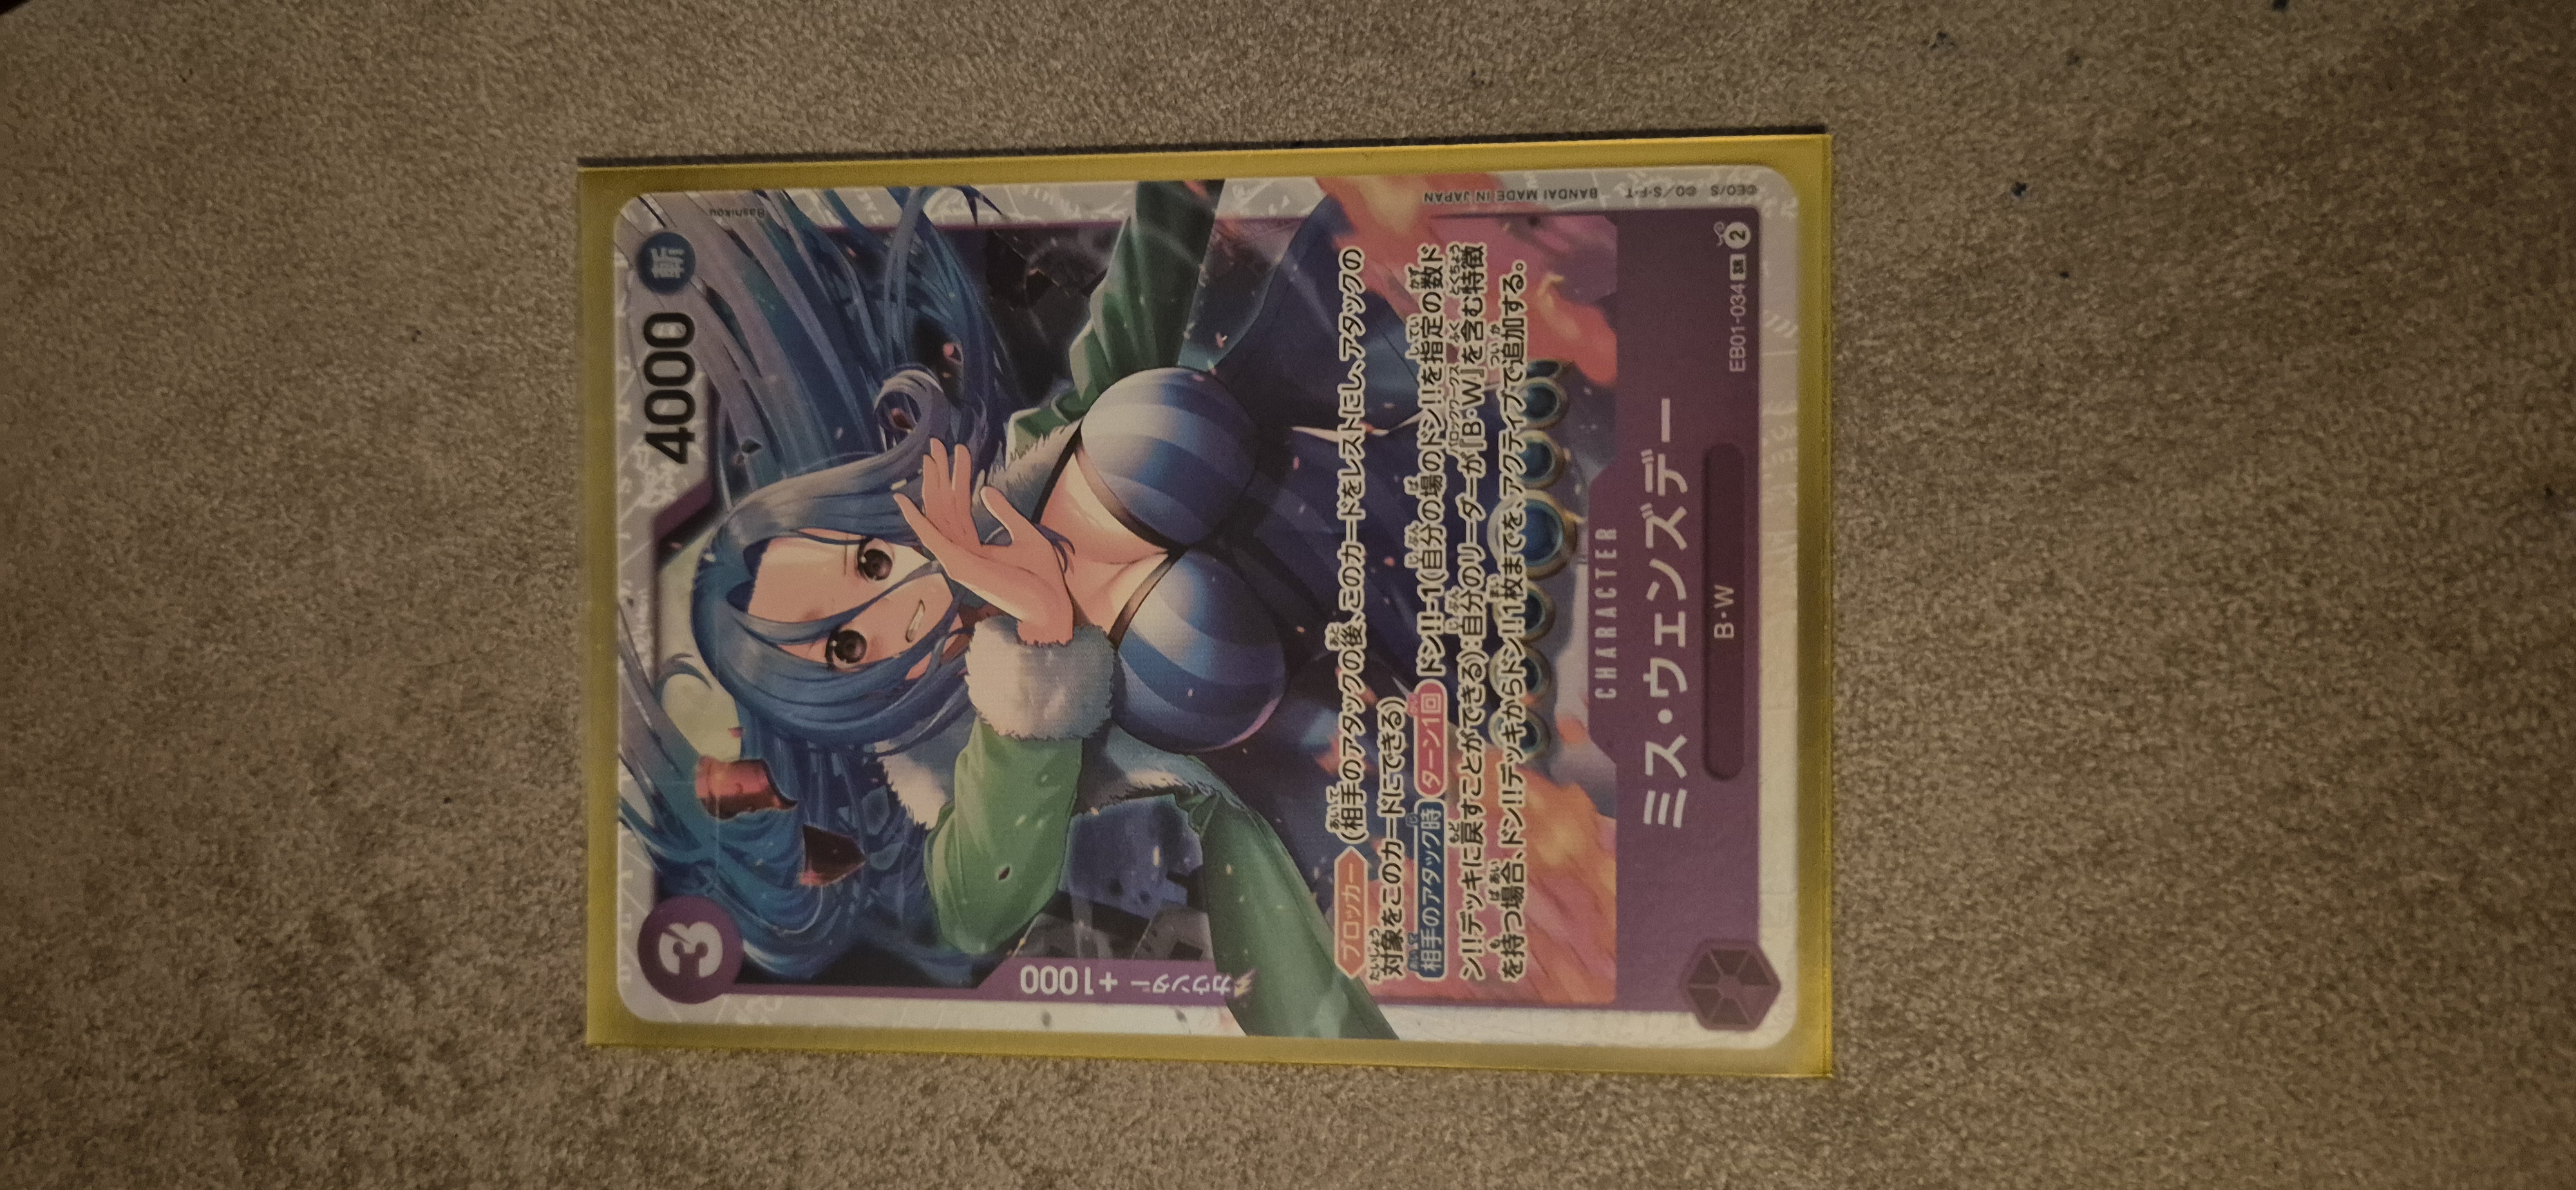 3
4000
斬
Bashikou
カウンター +1000
ブロッカー (相手のアタックの後、このカードをレストにし、アタックの
対象をこのカードにできる)
相手のアタック時 ターン1回 ドン!!-1(自分の場のドン!!を指定の数ド
ン!!デッキに戻すことができる):自分のリーダーが『B・W』を含む特徴
を持つ場合、ドン!!デッキからドン!!1枚までを、アクティブで追加する。
CHARACTER
ミス・ウェンズデー
B・W
EB01-034 SR 2
©EO/S ©O/S・F・T BANDAI MADE IN JAPAN